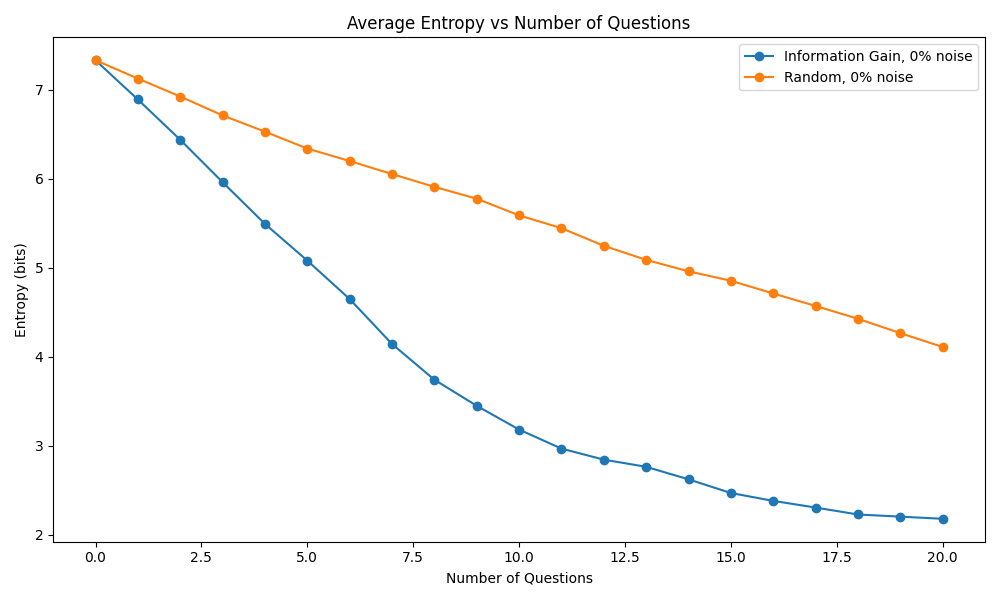 Average Entropy vs Number of Questions
Information Gain, 0% noise
Random, 0% noise
Entropy (bits)
7
6
5
4
3
2
0.0 2.5 5.0 7.5 10.0 12.5 15.0 17.5 20.0
Number of Questions